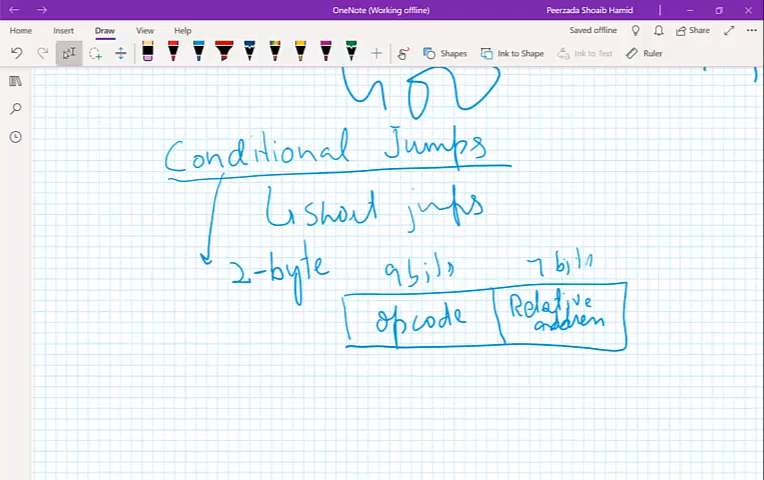 OneNote (Working offline)
Peerzada Shoaib Hamid
Home Insert Draw View Help
Saved offline Share
Shapes Ink to Shape Ink to Text Ruler
Conditional Jumps
short jumps
2-byte 9 bits 7 bits
opcode Relative
address